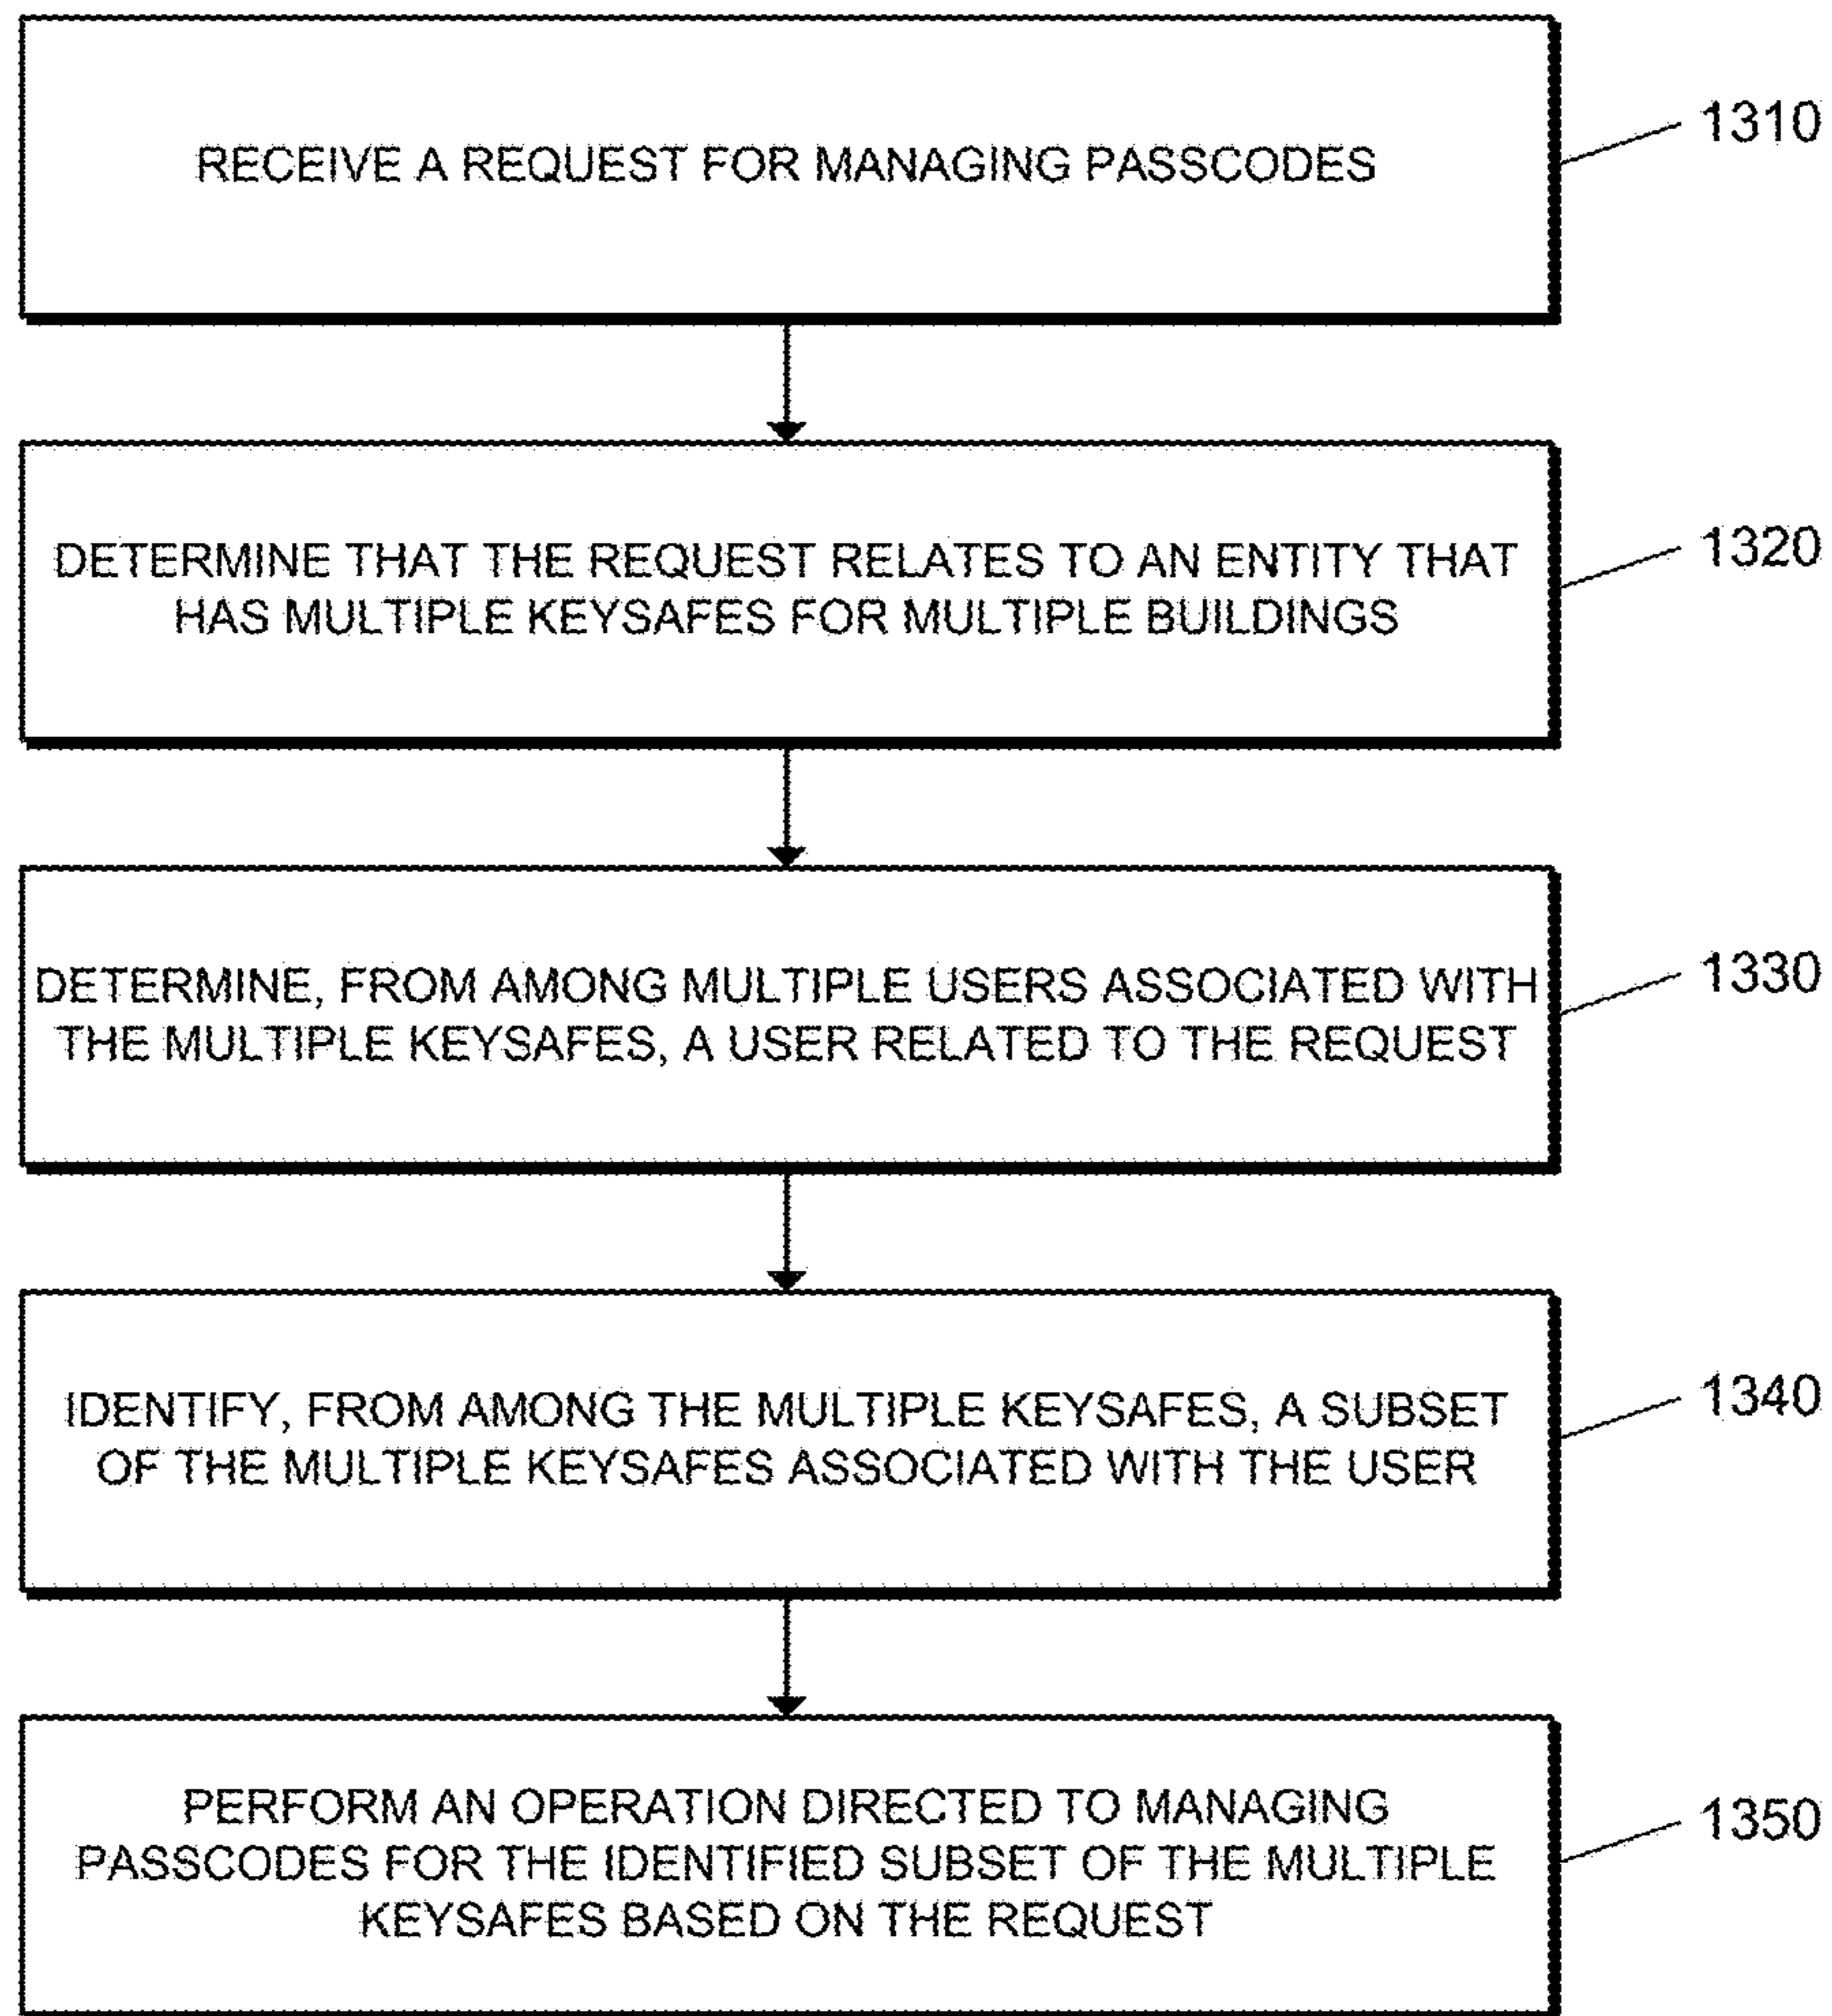 RECEIVE A REQUEST FOR MANAGING PASSCODES
1310
DETERMINE THAT THE REQUEST RELATES TO AN ENTITY THAT
HAS MULTIPLE KEYSAFES FOR MULTIPLE BUILDINGS
1320
DETERMINE, FROM AMONG MULTIPLE USERS ASSOCIATED WITH
THE MULTIPLE KEYSAFES, A USER RELATED TO THE REQUEST
1330
IDENTIFY, FROM AMONG THE MULTIPLE KEYSAFES, A SUBSET
OF THE MULTIPLE KEYSAFES ASSOCIATED WITH THE USER
1340
PERFORM AN OPERATION DIRECTED TO MANAGING
PASSCODES FOR THE IDENTIFIED SUBSET OF THE MULTIPLE
KEYSAFES BASED ON THE REQUEST
1350